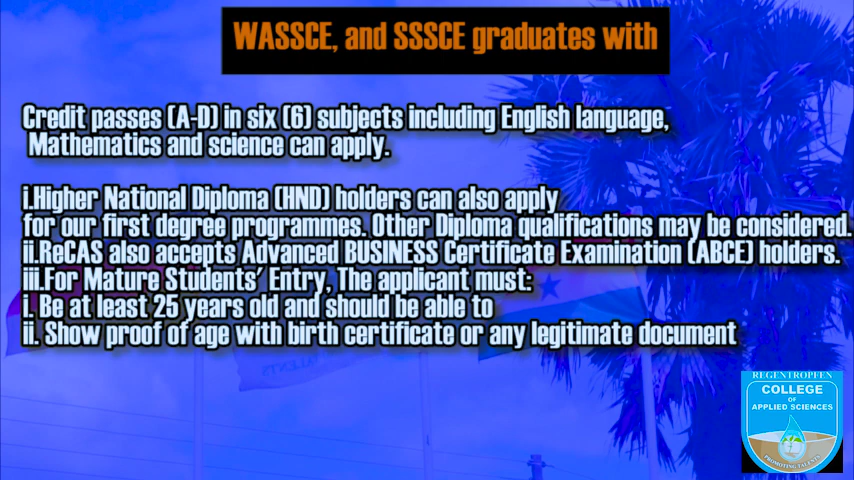 WASSCE, and SSSCE graduates with
Credit passes (A-D) in six (6) subjects including English language,
Mathematics and science can apply.
i.Higher National Diploma (HND) holders can also apply
for our first degree programmes. Other Diploma qualifications may be considered.
ii.ReCAS also accepts Advanced BUSINESS Certificate Examination (ABCE) holders.
iii.For Mature Students' Entry, The applicant must:
i. Be at least 25 years old and should be able to
ii. Show proof of age with birth certificate or any legitimate document
REGENTROPFEN
COLLEGE
OF
APPLIED SCIENCES
PROMOTING TALENTS